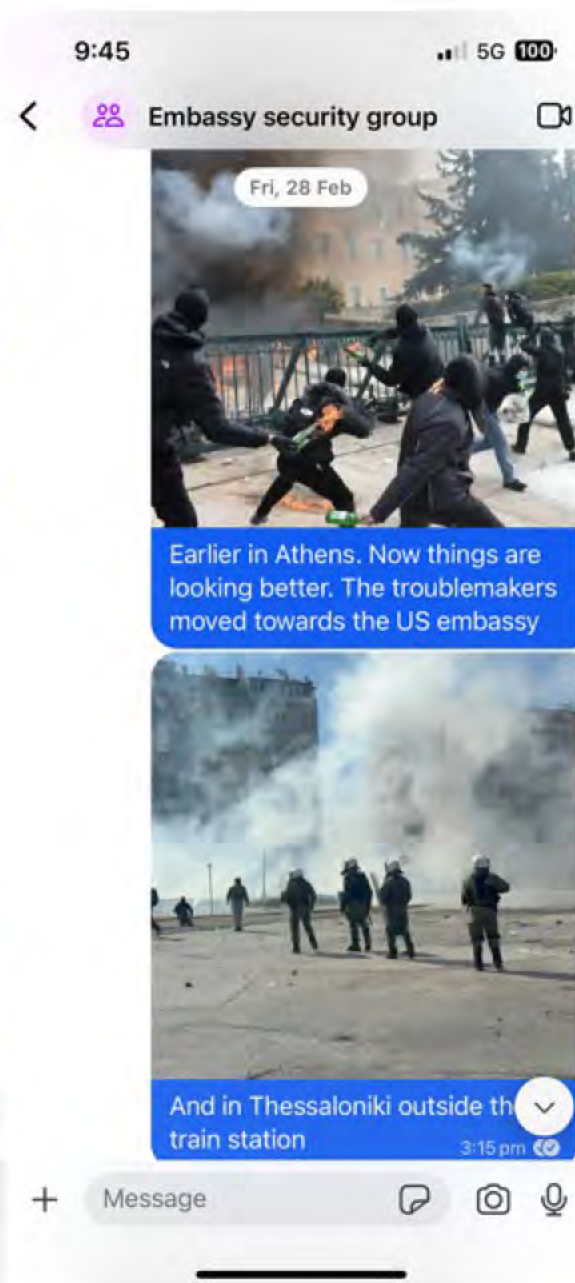 9:45 5G 100
Embassy security group
Fri, 28 Feb
Earlier in Athens. Now things are
looking better. The troublemakers
moved towards the US embassy
And in Thessaloniki outside
train station
3:15 pm
Message